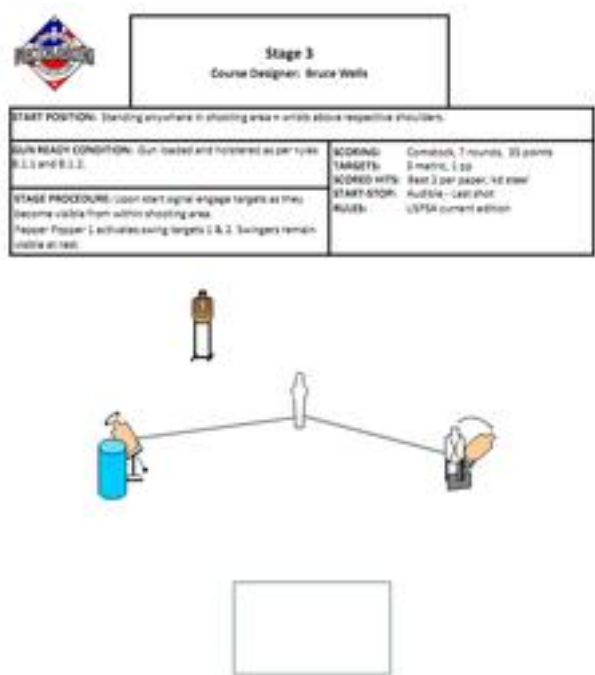 Stage 3
Course Designer: Bruce Wells
START POSITION: Standing anywhere in shooting area wrists above respective shoulders.
GUN READY CONDITION: Gun loaded and holstered as per rules
8.1.1 and 8.1.2.
STAGE PROCEDURE: Upon start signal engage targets as they
become visible from within shooting area.
Pepper Popper 1 activates swing targets 1 & 2. Swingers remain
visible at rest.
SCORING: Comstock, 7 rounds, 35 points
TARGETS: 3 metric, 1 pp
SCORED HITS: Best 2 per paper, kd steel
START-STOP: Audible - Last shot
RULES: USPSA current edition